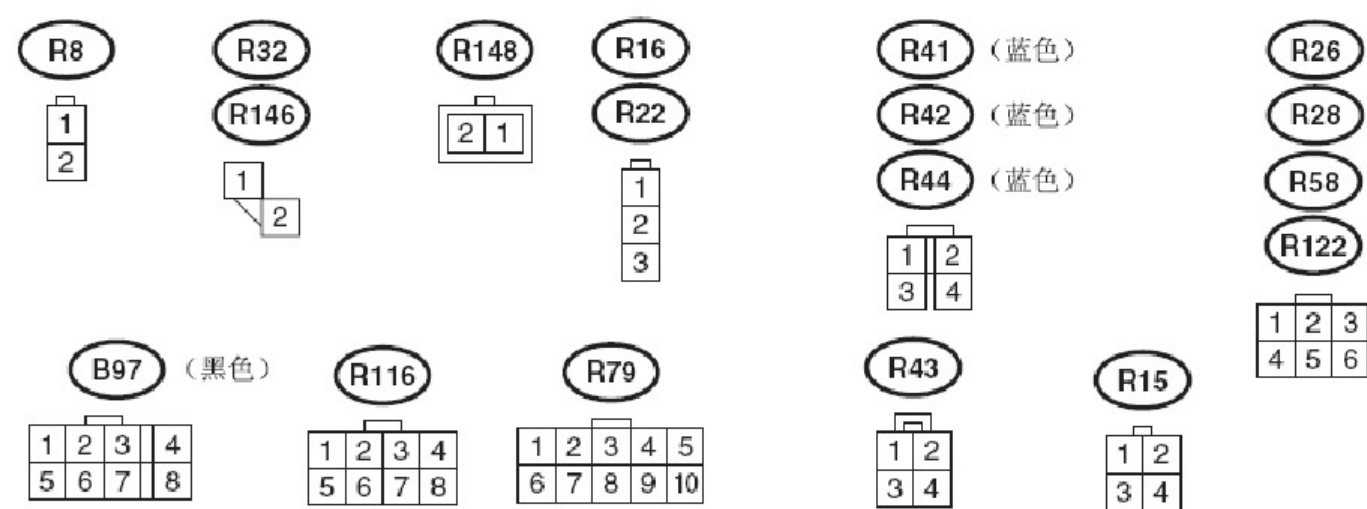 R8
1
2
R32
R146
1
2
R148
2 1
R16
R22
1
2
3
R41 (蓝色)
R42 (蓝色)
R44 (蓝色)
1 2
3 4
R26
R28
R58
R122
1 2 3
4 5 6
B97 (黑色)
1 2 3 4
5 6 7 8
R116
1 2 3 4
5 6 7 8
R79
1 2 3 4 5
6 7 8 9 10
R43
1 2
3 4
R15
1 2
3 4